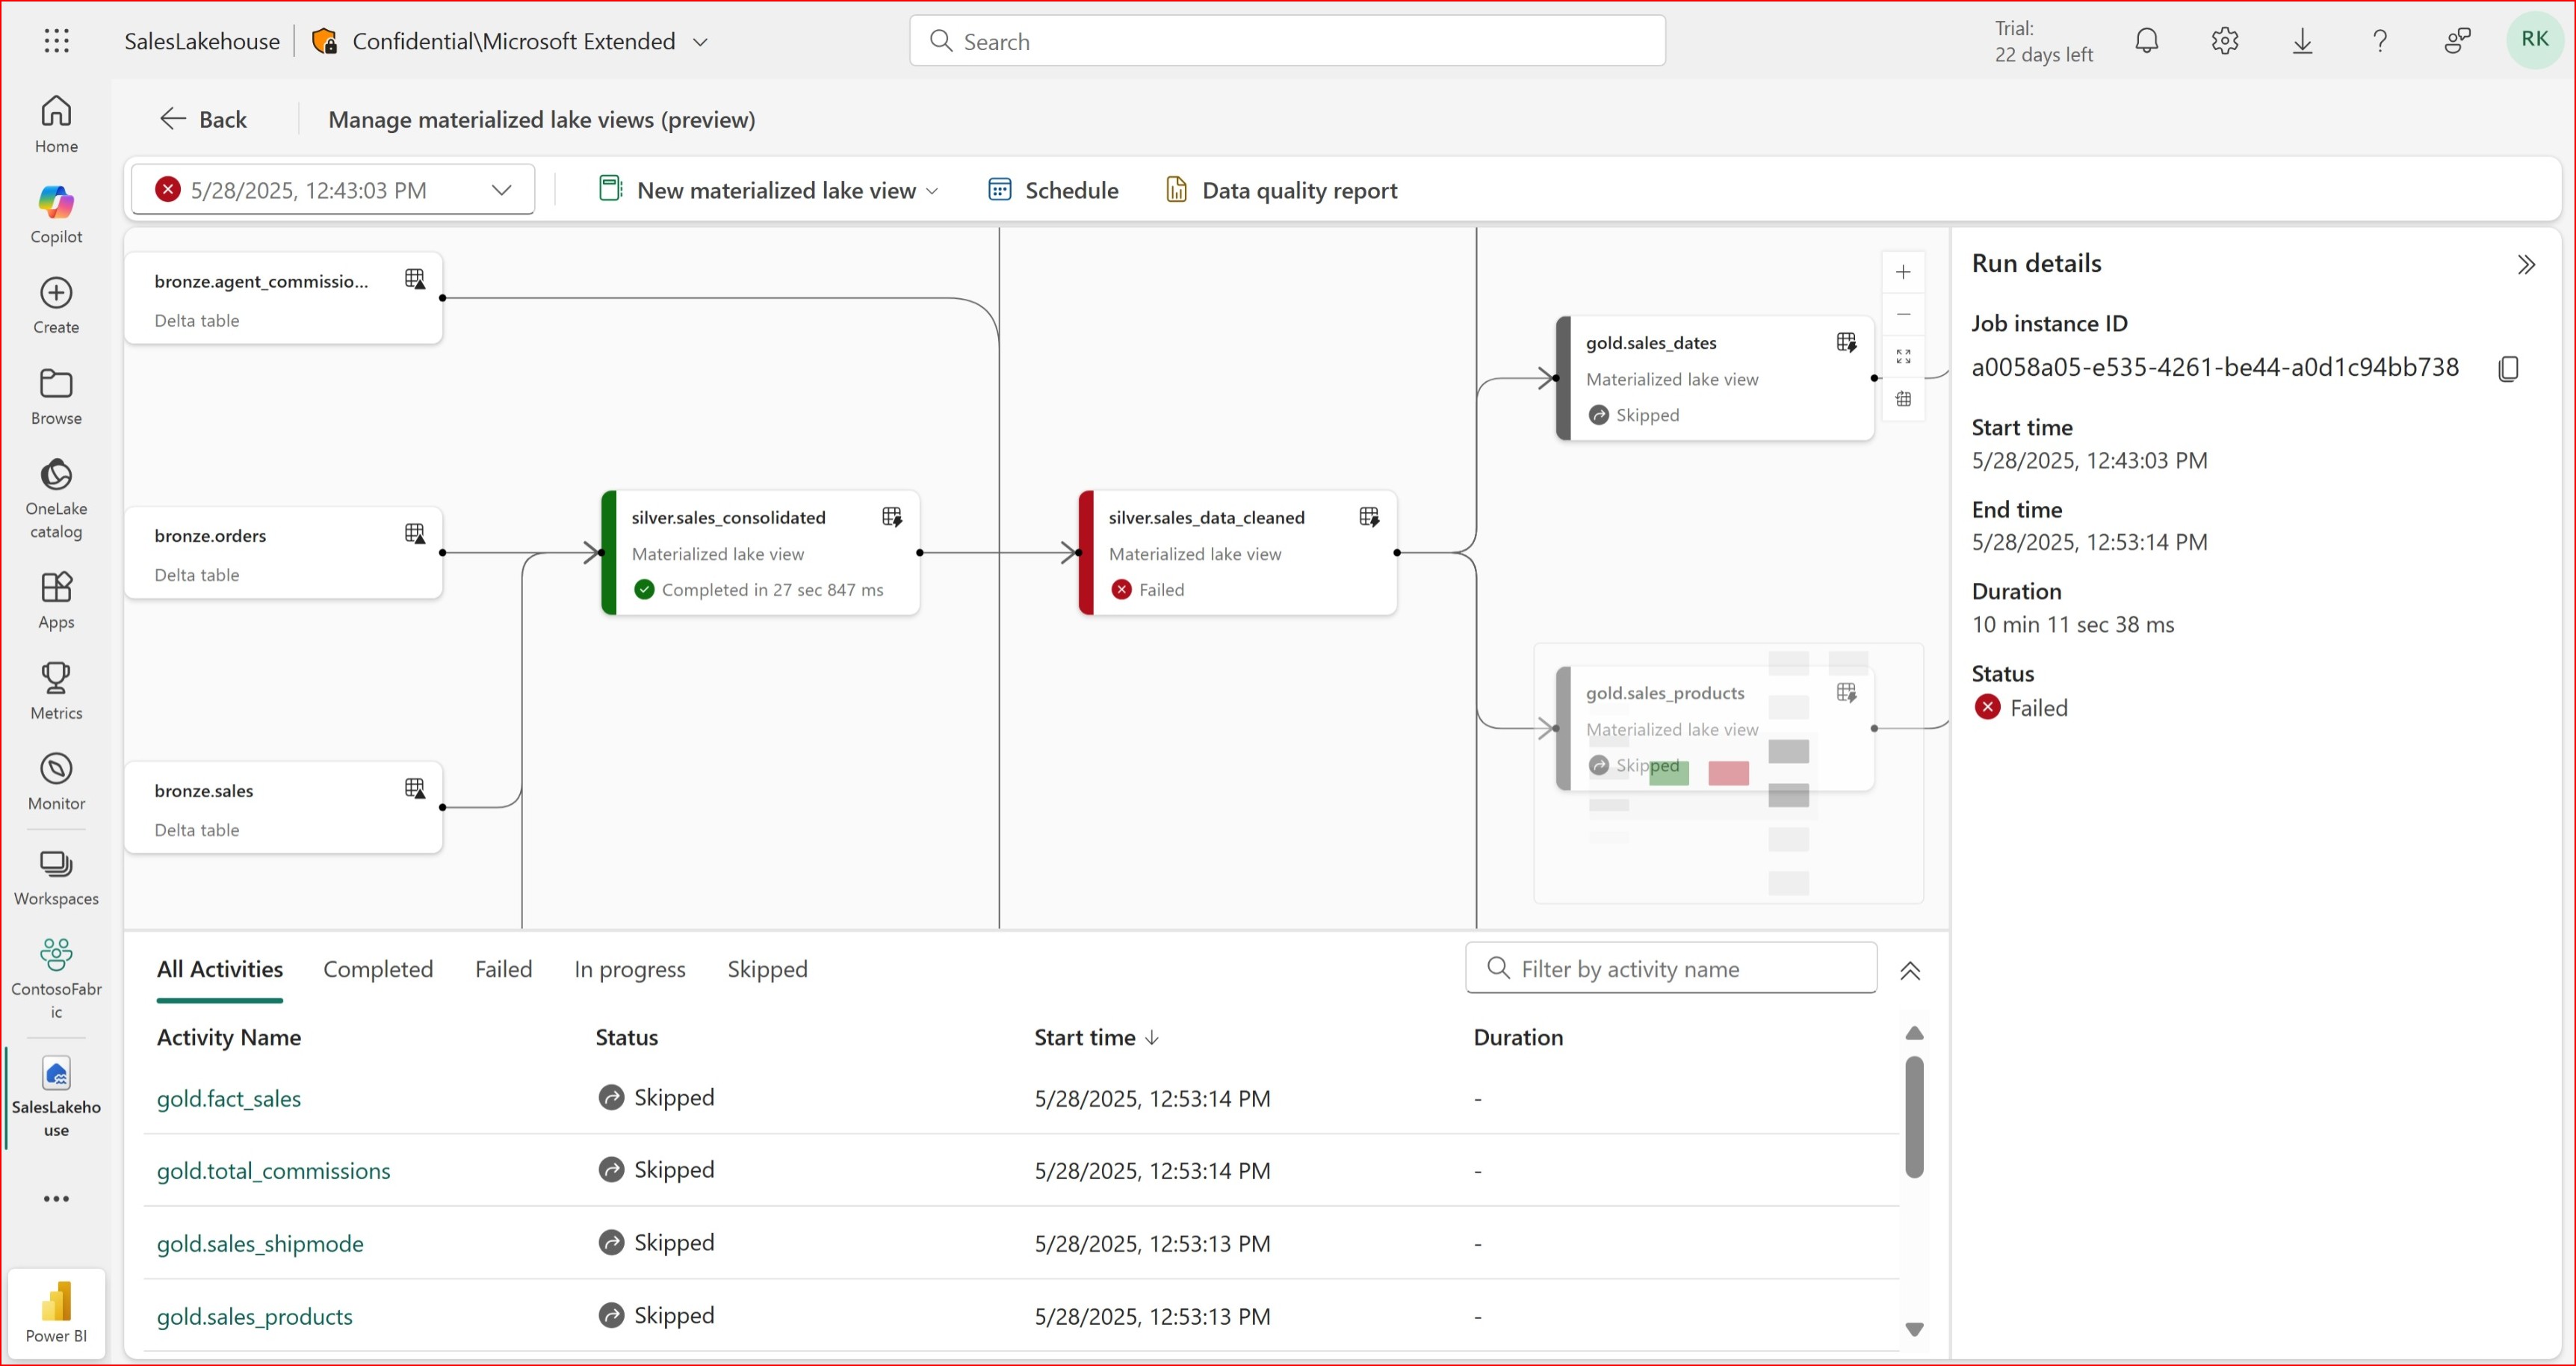 SalesLakehouse
Confidential\Microsoft Extended
Search
Trial:
22 days left
RK
Home
Copilot
Create
Browse
OneLake
catalog
Apps
Metrics
Monitor
Workspaces
ContosoFabr
ic
SalesLakeho
use
Power BI
Back
Manage materialized lake views (preview)
5/28/2025, 12:43:03 PM
New materialized lake view
Schedule
Data quality report
bronze.agent_commissio...
Delta table
bronze.orders
Delta table
bronze.sales
Delta table
silver.sales_consolidated
Materialized lake view
Completed in 27 sec 847 ms
silver.sales_data_cleaned
Materialized lake view
Failed
gold.sales_dates
Materialized lake view
Skipped
gold.sales_products
Materialized lake view
Skipped
Run details
Job instance ID
a0058a05-e535-4261-be44-a0d1c94bb738
Start time
5/28/2025, 12:43:03 PM
End time
5/28/2025, 12:53:14 PM
Duration
10 min 11 sec 38 ms
Status
Failed
All Activities Completed Failed In progress Skipped
Filter by activity name
Activity Name Status Start time Duration
gold.fact_sales Skipped 5/28/2025, 12:53:14 PM -
gold.total_commissions Skipped 5/28/2025, 12:53:14 PM -
gold.sales_shipmode Skipped 5/28/2025, 12:53:13 PM -
gold.sales_products Skipped 5/28/2025, 12:53:13 PM -